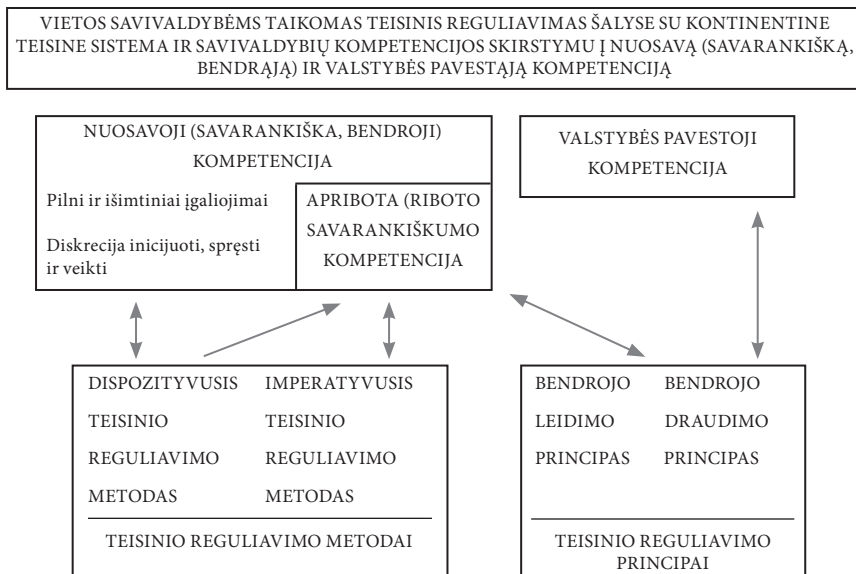 VIETOS SAVIVALDYBĖMS TAIKOMAS TEISINIS REGULIAVIMAS ŠALYSE SU KONTINENTINE
TEISINE SISTEMA IR SAVIVALDYBIŲ KOMPETENCIJOS SKIRSTYMU Į NUOSAVĄ (SAVARANKIŠKĄ,
BENDRĄJĄ) IR VALSTYBĖS PAVESTĄJĄ KOMPETENCIJĄ
NUOSAVOJI (SAVARANKIŠKA, BENDROJI)
KOMPETENCIJA
Pilni ir išimtiniai įgaliojimai
Diskrecija inicijuoti, spręsti
ir veikti
APRIBOTA (RIBOTO
SAVARANKIŠKUMO
KOMPETENCIJA
VALSTYBĖS PAVESTOJI
KOMPETENCIJA
DISPOZITYVUSIS
TEISINIO
REGULIAVIMO
METODAS
IMPERATYVUSIS
TEISINIO
REGULIAVIMO
METODAS
TEISINIO REGULIAVIMO METODAI
BENDROJO
LEIDIMO
PRINCIPAS
BENDROJO
DRAUDIMO
PRINCIPAS
TEISINIO REGULIAVIMO
PRINCIPAI